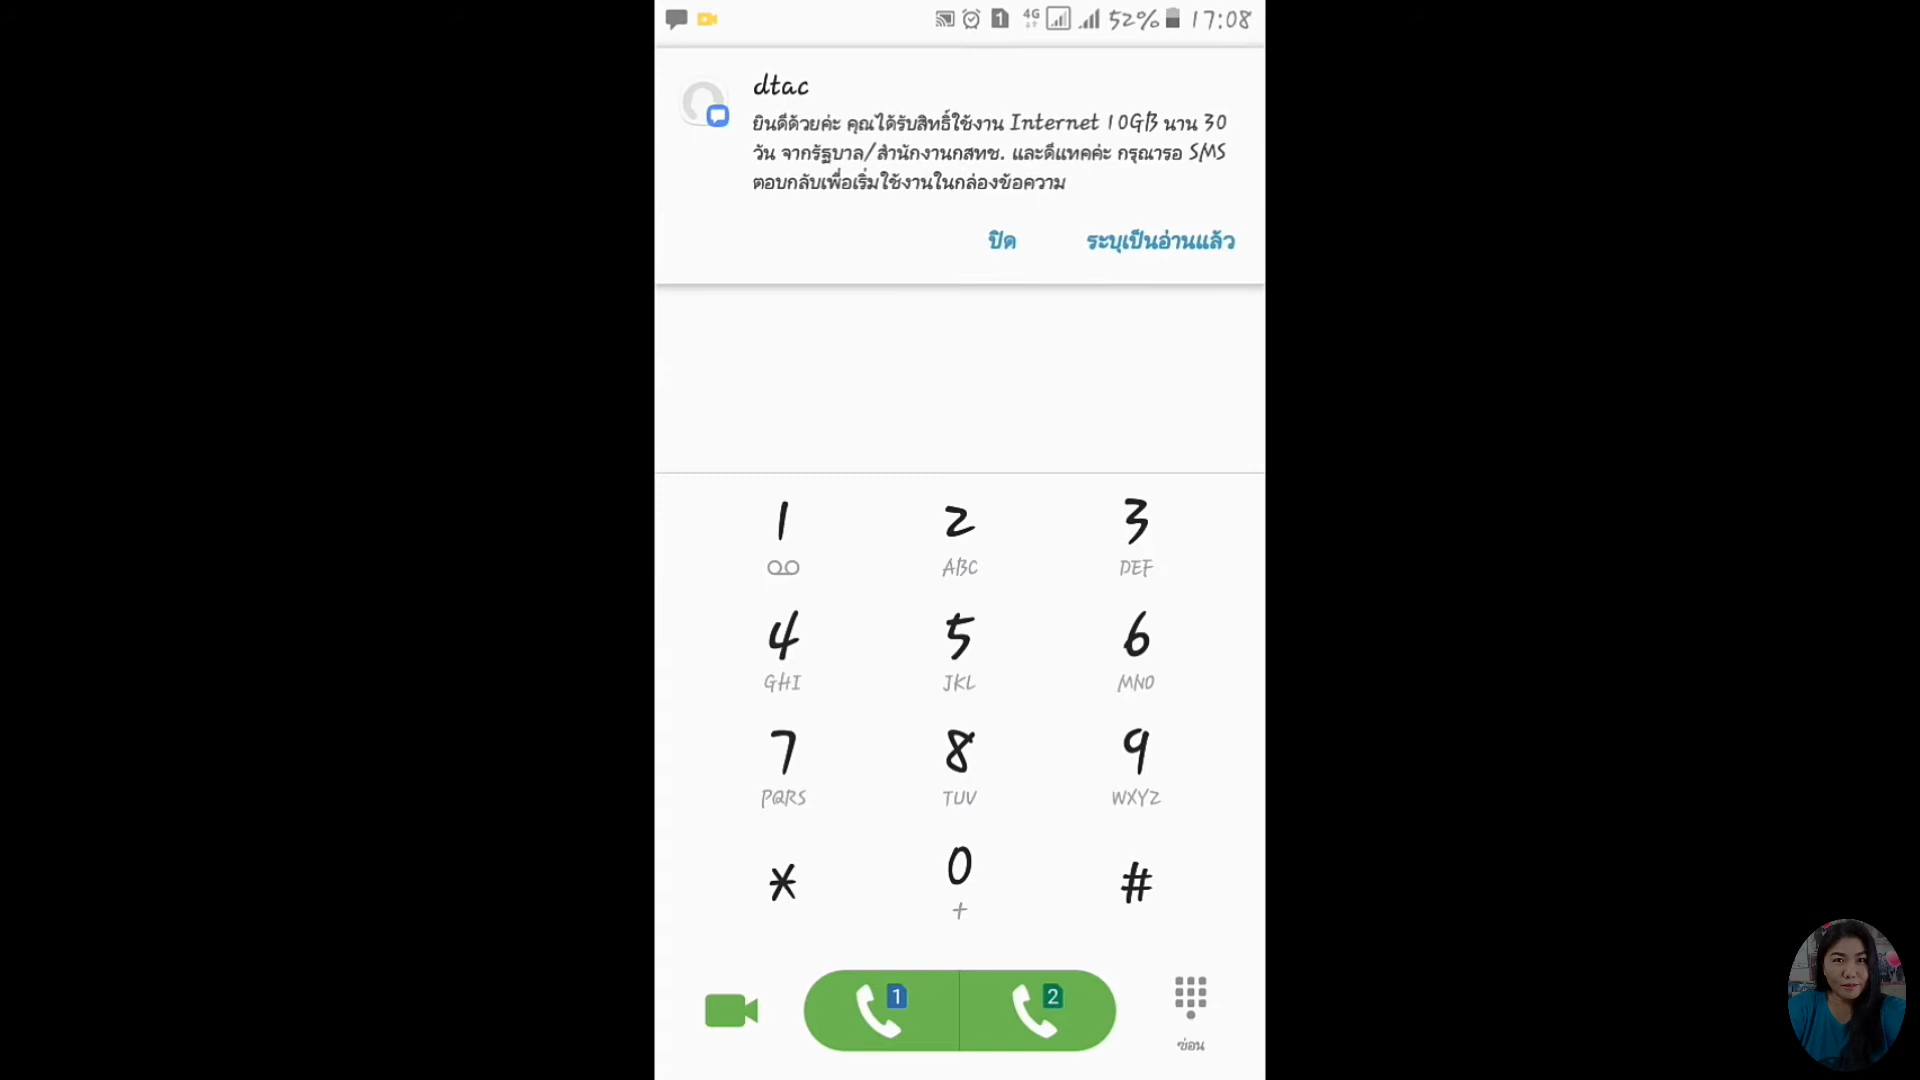 4G 52% 17:08
dtac
ยินดีด้วยค่ะ คุณได้รับสิทธิ์ใช้งาน Internet 10GB นาน 30
วัน จากรัฐบาล/สำนักงานกสทช. และดีแทคค่ะ กรุณารอ SMS
ตอบกลับเพื่อเริ่มใช้งานในกล่องข้อความ
ปิด ระบุเป็นอ่านแล้ว
1 2 3
ABC DEF
4 5 6
GHI JKL MNO
7 8 9
PQRS TUV WXYZ
* 0 #
+
1 2
ซ่อน